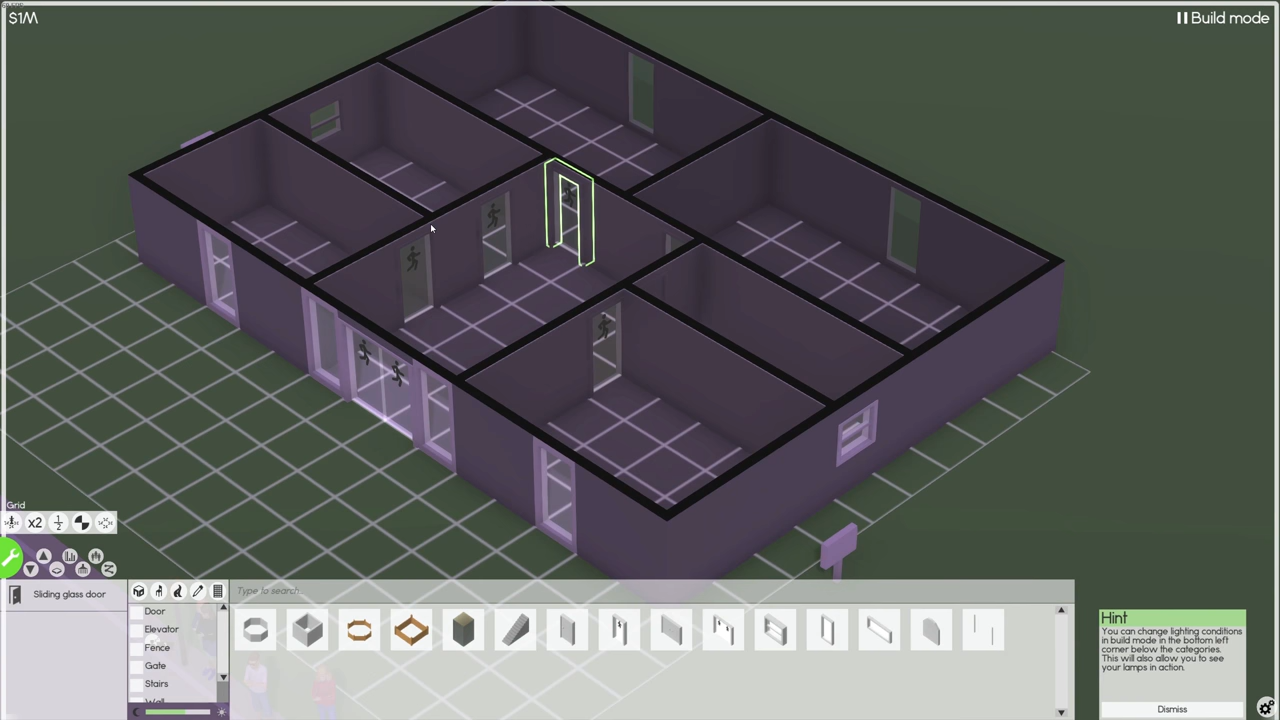 $1M
Build mode
Grid
x2
1/2
Sliding glass door
Type to search...
Door
Elevator
Fence
Gate
Stairs
Wall
Hint
You can change lighting conditions
in build mode in the bottom left
corner below the categories.
This will also allow you to see
your lamps in action.
Dismiss